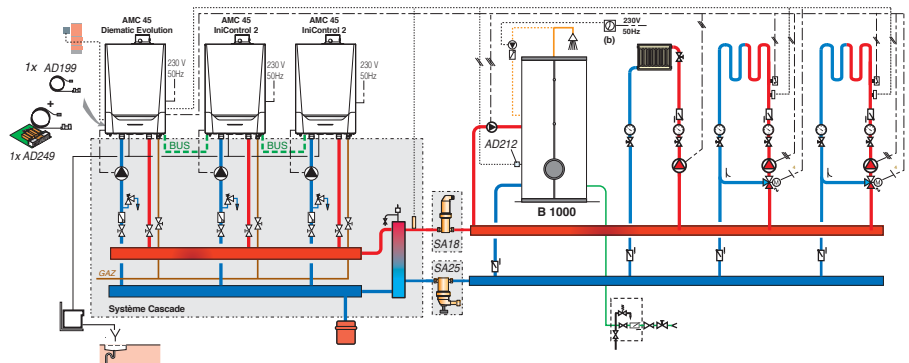 AMC 45
Diematic Evolution
AMC 45
IniControl 2
AMC 45
IniControl 2
230 V
50Hz
230 V
50Hz
230 V
50Hz
1x AD199
+
1x AD249
BUS
BUS
230V
50Hz
(b)
AD212
B 1000
M
M
SA18
SA25
GAZ
Système Cascade